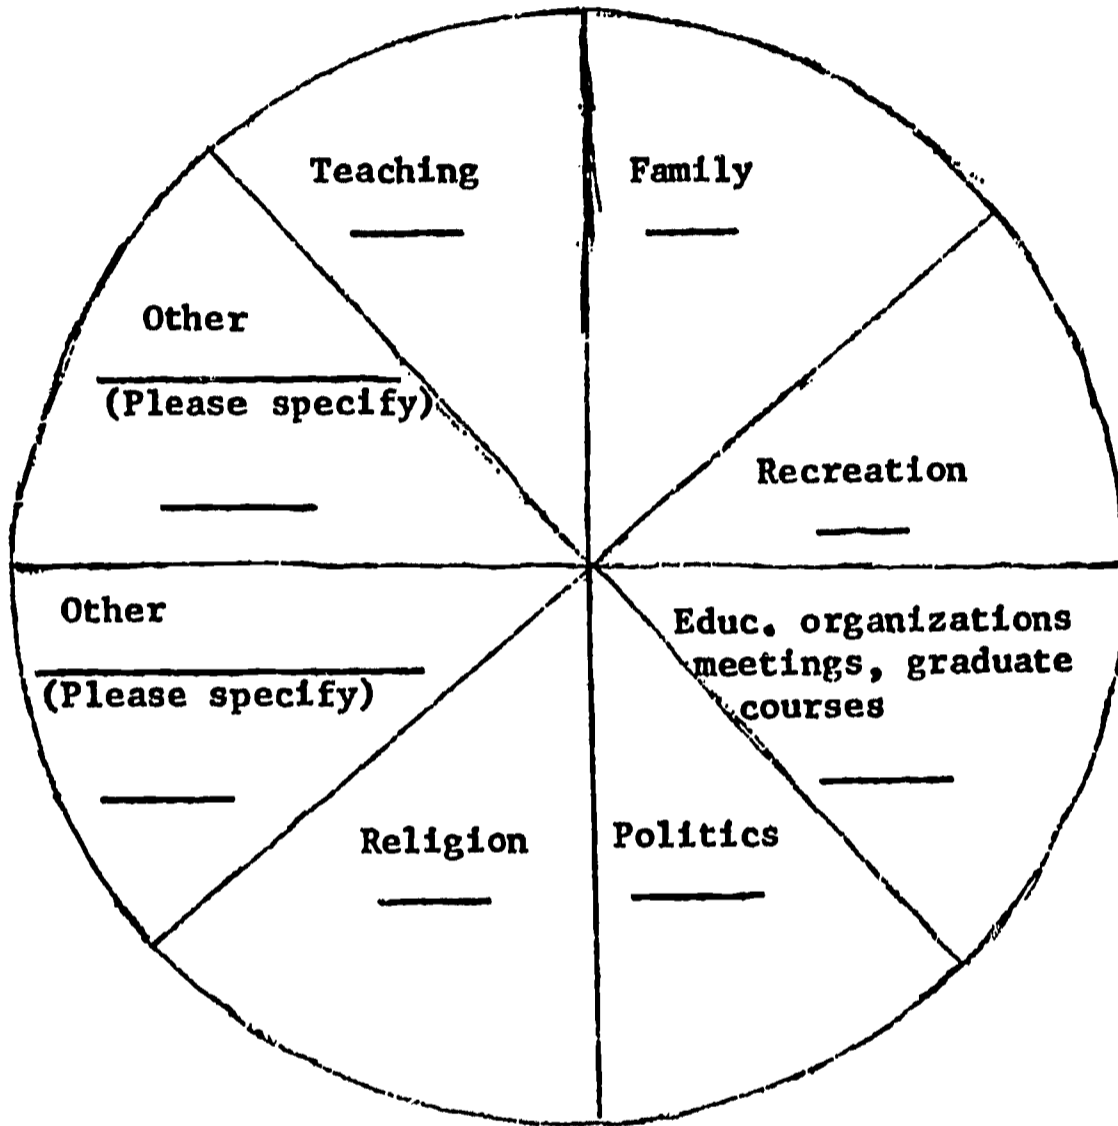 Teaching
Family
Other
(Please specify)
Recreation
Other
(Please specify)
Educ. organizations
meetings, graduate
courses
Religion
Politics